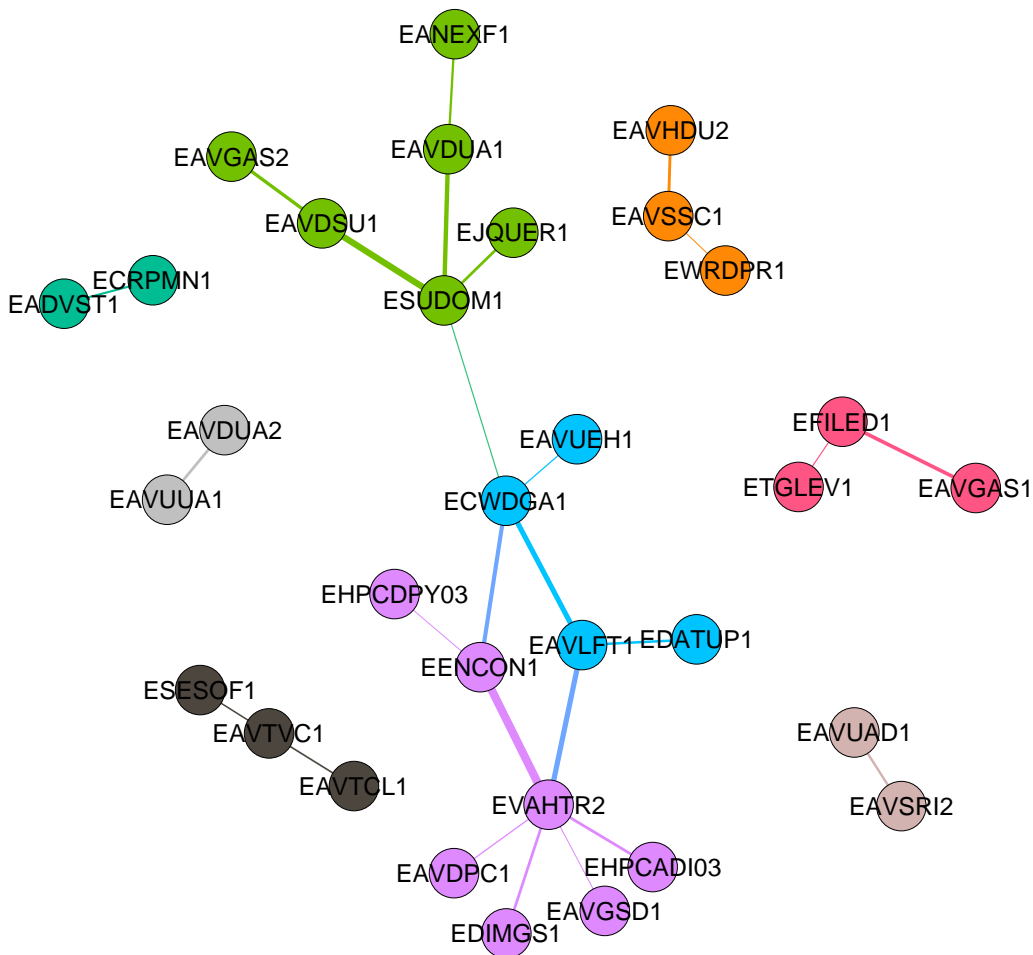 EANEXF1
EAVHDU2
EAVDUA1
EAVGAS2
EAVSSC1
EAVDSU1
EJQUER1
EWRDPR1
ECRPMN1
EADVST1
ESUDOM1
EFILED1
EAVDUA2
EAVUEH1
ETGLEV1
EAVGAS1
EAVUUA1
ECWDGA1
EHPCDPY03
EDATUP1
EAVLFT1
EENCON1
ESESOF1
EAVTVC1
EAVUAD1
EAVTCL1
EVAHTR2
EAVSRI2
EHPCADI03
EAVDPC1
EAVGSD1
EDIMGS1